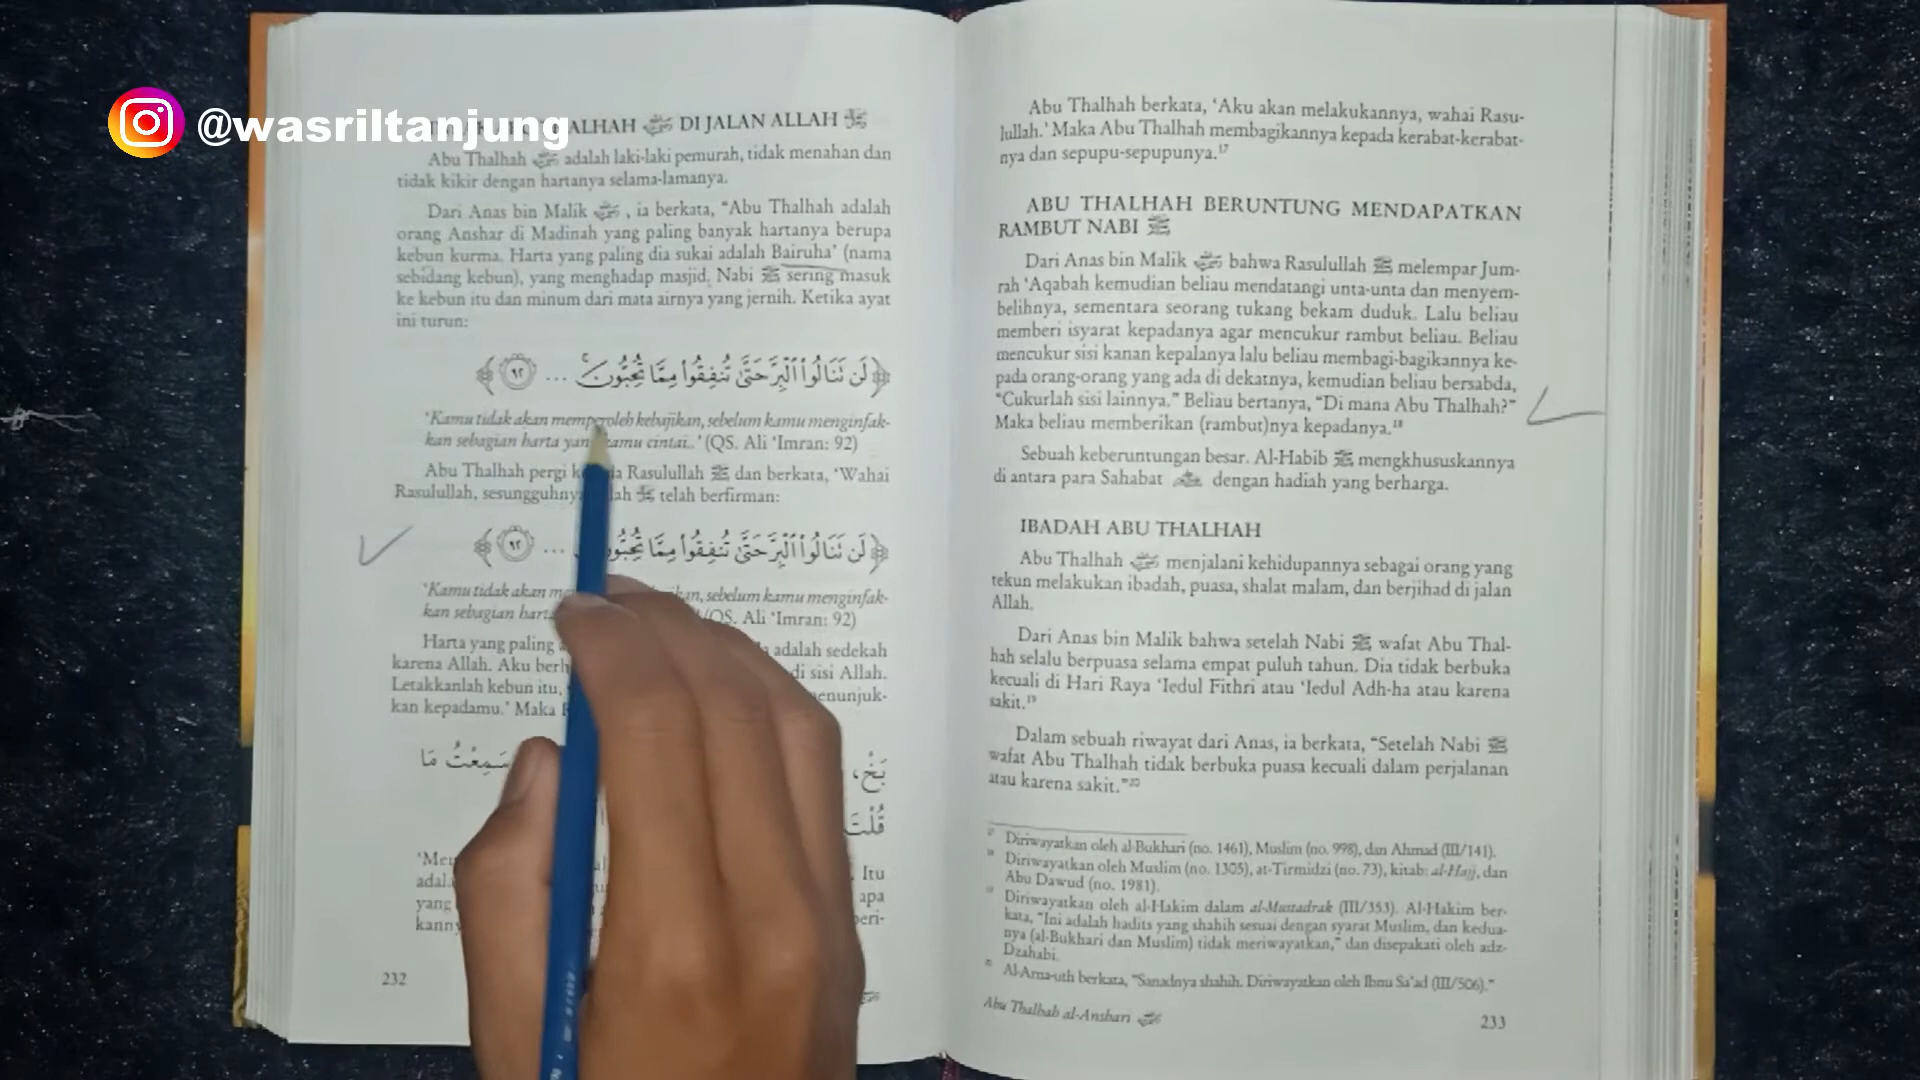 @wasriltanjung
THALHAH ﷺ DI JALAN ALLAH ﷻ
Abu Thalhah adalah laki-laki pemurah, tidak menahan dan
tidak kikir dengan hartanya selama-lamanya.
Dari Anas bin Malik , ia berkata, “Abu Thalhah adalah
orang Anshar di Madinah yang paling banyak hartanya berupa
kebun kurma. Harta yang paling dia sukai adalah Bairuha’ (nama
sebidang kebun), yang menghadap masjid. Nabi ﷺ sering masuk
ke kebun itu dan minum dari mata airnya yang jernih. Ketika ayat
ini turun:
﴿لَن تَنَالُوا۟ ٱلْبِرَّ حَتَّىٰ تُنفِقُوا۟ مِمَّا تُحِبُّونَ ۚ ... ٩٢﴾
‘Kamu tidak akan memperoleh kebajikan, sebelum kamu menginfak-
kan sebagian harta yang kamu cintai..’ (QS. Ali ‘Imran: 92)
Abu Thalhah pergi Rasulullah ﷺ dan berkata, ‘Wahai
Rasulullah, sesungguhnya telah berfirman:
﴿لَن تَنَالُوا۟ ٱلْبِرَّ حَتَّىٰ تُنفِقُوا۟ مِمَّا ... ٩٢﴾
‘Kamu tidak akan sebelum kamu menginfak-
kan sebagian (QS. Ali ‘Imran: 92)
Harta yang paling adalah sedekah
karena Allah. Aku di sisi Allah.
Letakkanlah kebun itu,
kan kepadamu.’ Maka
بَخْ، سَمِعْتُ مَا
Itu
yang apa
232
Abu Thalhah berkata, ‘Aku akan melakukannya, wahai Rasu-
lullah.’ Maka Abu Thalhah membagikannya kepada kerabat-kerabat-
nya dan sepupu-sepupunya.¹⁷
ABU THALHAH BERUNTUNG MENDAPATKAN
RAMBUT NABI ﷺ
Dari Anas bin Malik bahwa Rasulullah ﷺ melempar Jum-
rah ‘Aqabah kemudian beliau mendatangi unta-unta dan menyem-
belihnya, sementara seorang tukang bekam duduk. Lalu beliau
memberi isyarat kepadanya agar mencukur rambut beliau. Beliau
mencukur sisi kanan kepalanya lalu beliau membagi-bagikannya ke-
pada orang-orang yang ada di dekatnya, kemudian beliau bersabda,
“Cukurlah sisi lainnya.” Beliau bertanya, “Di mana Abu Thalhah?”
Maka beliau memberikan (rambut)nya kepadanya.¹⁸
Sebuah keberuntungan besar. Al-Habib ﷺ mengkhususkannya
di antara para Sahabat dengan hadiah yang berharga.
IBADAH ABU THALHAH
Abu Thalhah menjalani kehidupannya sebagai orang yang
tekun melakukan ibadah, puasa, shalat malam, dan berjihad di jalan
Allah.
Dari Anas bin Malik bahwa setelah Nabi ﷺ wafat Abu Thal-
hah selalu berpuasa selama empat puluh tahun. Dia tidak berbuka
kecuali di Hari Raya ‘Iedul Fithri atau ‘Iedul Adh-ha atau karena
sakit.¹⁹
Dalam sebuah riwayat dari Anas, ia berkata, “Setelah Nabi ﷺ
wafat Abu Thalhah tidak berbuka puasa kecuali dalam perjalanan
atau karena sakit.”²⁰
¹⁷ Diriwayatkan oleh al-Bukhari (no. 1461), Muslim (no. 998), dan Ahmad (III/141).
¹⁸ Diriwayatkan oleh Muslim (no. 1305), at-Tirmidzi (no. 73), kitab: al-Hajj, dan
Abu Dawud (no. 1981).
¹⁹ Diriwayatkan oleh al-Hakim dalam al-Mustadrak (III/353). Al-Hakim ber-
kata, “Ini adalah hadits yang shahih sesuai dengan syarat Muslim, dan kedua-
nya (al-Bukhari dan Muslim) tidak meriwayatkan,” dan disepakati oleh adz-
Dzahabi.
²⁰ Al-Arna-uth berkata, “Sanadnya shahih. Diriwayatkan oleh Ibnu Sa’ad (III/506).”
Abu Thalhah al-Anshari
233